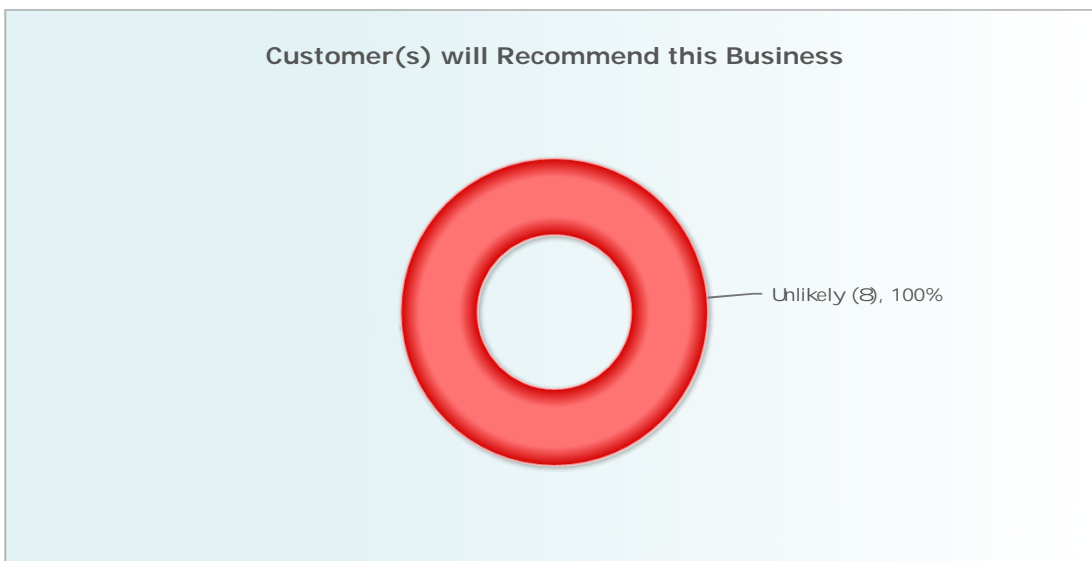 Customer(s) will Recommend this Business
Unlikely (8), 100%